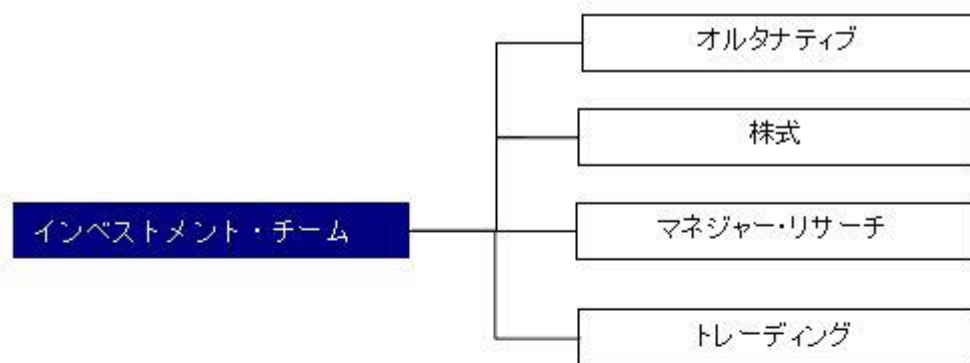 オルタナティブ
株式
インベストメント・チーム
マネジャー・リサーチ
トレーディング